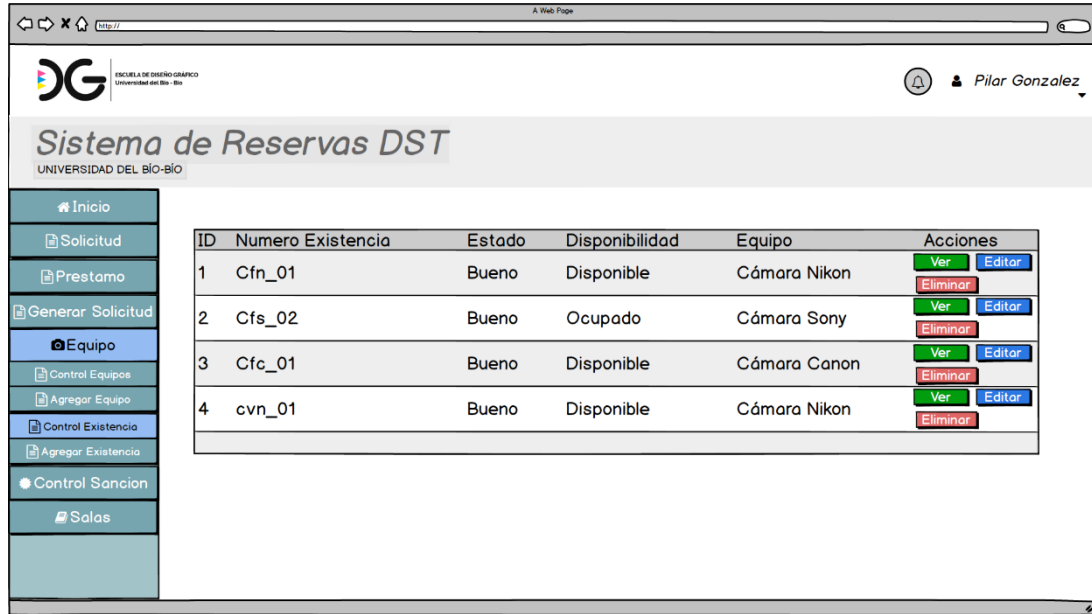 A Web Page
http://
DG ESCUELA DE DISEÑO GRÁFICO
Universidad del Bío - Bío
Pilar Gonzalez
Sistema de Reservas DST
UNIVERSIDAD DEL BÍO-BÍO
Inicio
Solicitud
Prestamo
Generar Solicitud
Equipo
Control Equipos
Agregar Equipo
Control Existencia
Agregar Existencia
Control Sancion
Salas
ID Numero Existencia Estado Disponibilidad Equipo Acciones
1 Cfn_01 Bueno Disponible Cámara Nikon Ver Editar
Eliminar
2 Cfs_02 Bueno Ocupado Cámara Sony Ver Editar
Eliminar
3 Cfc_01 Bueno Disponible Cámara Canon Ver Editar
Eliminar
4 cvn_01 Bueno Disponible Cámara Nikon Ver Editar
Eliminar